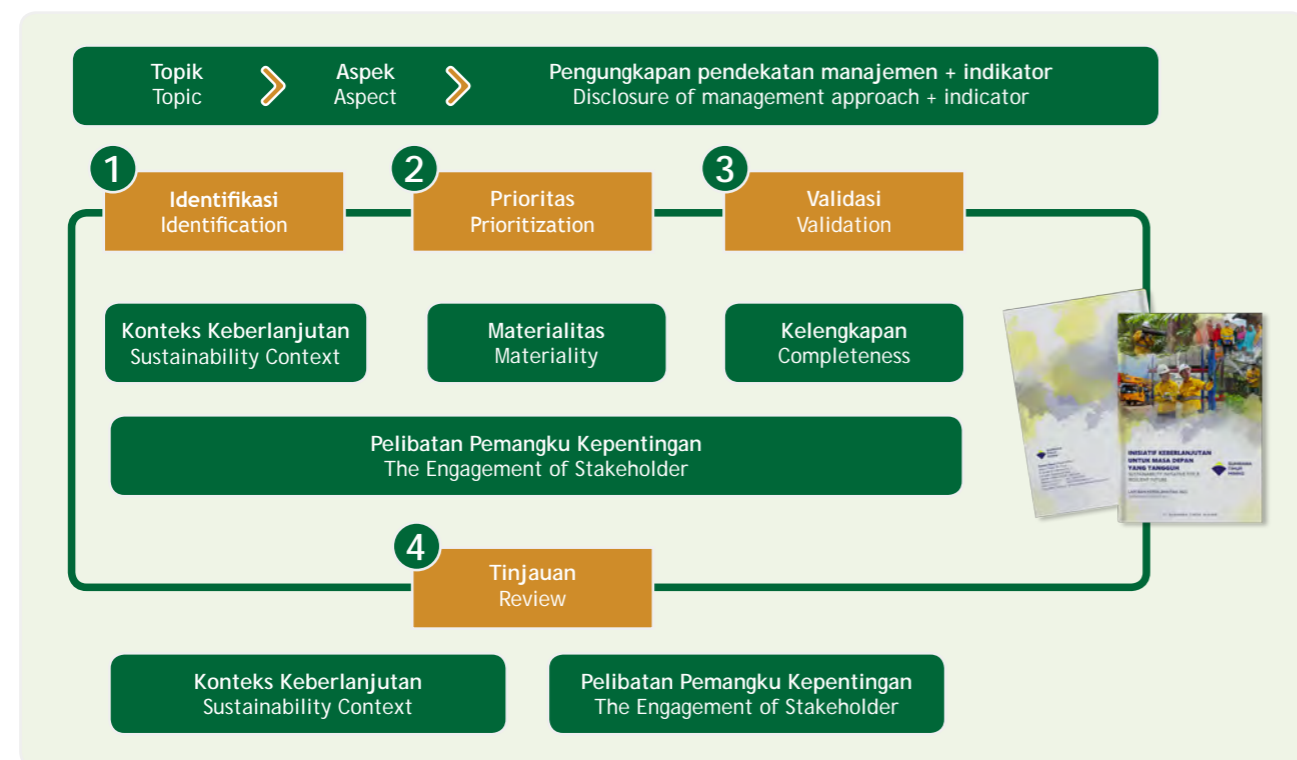 Topik
Topic
Aspek
Aspect
Pengungkapan pendekatan manajemen + indikator
Disclosure of management approach + indicator
1
Identifikasi
Identification
2
Prioritas
Prioritization
3
Validasi
Validation
Konteks Keberlanjutan
Sustainability Context
Materialitas
Materiality
Kelengkapan
Completeness
Pelibatan Pemangku Kepentingan
The Engagement of Stakeholder
INISIATIF KEBERLANJUTAN
UNTUK MASA DEPAN
YANG TANGGUH
4
Tinjauan
Review
Konteks Keberlanjutan
Sustainability Context
Pelibatan Pemangku Kepentingan
The Engagement of Stakeholder